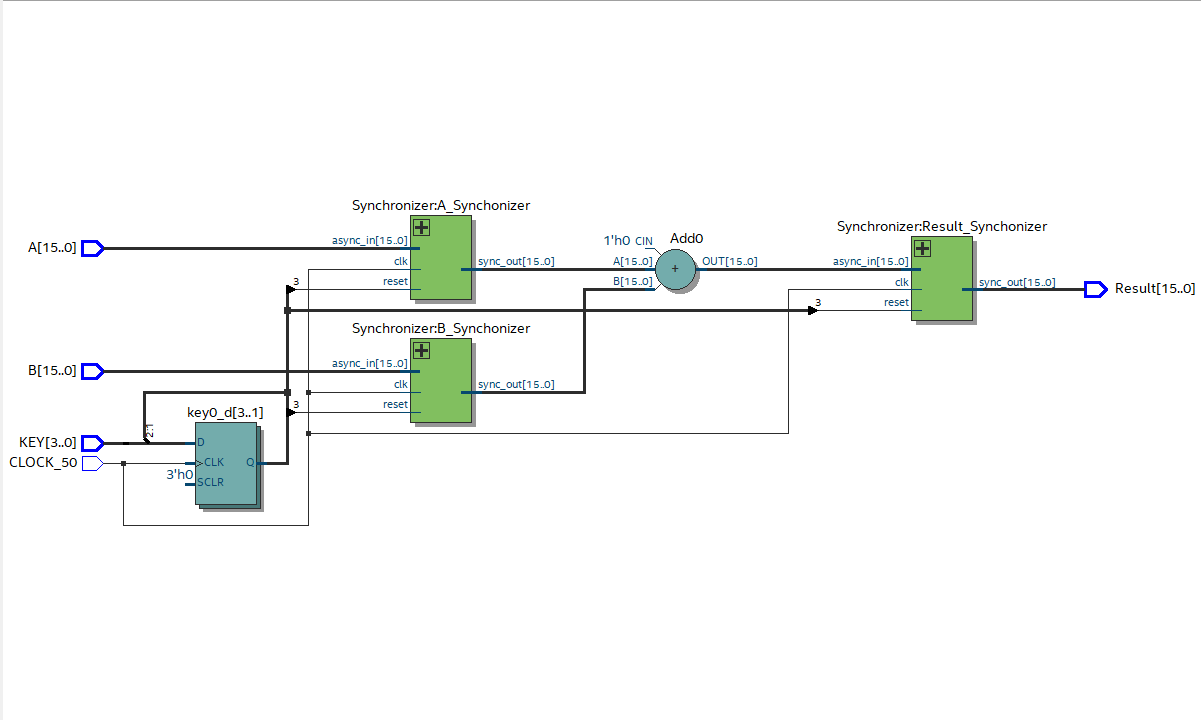 Synchronizer:A_Synchonizer
Synchronizer:Result_Synchonizer
1'h0 CIN
Add0
A[15..0]
async_in[15..0]
clk
reset
3
sync_out[15..0]
A[15..0]
B[15..0]
+
OUT[15..0]
async_in[15..0]
clk
reset
3
sync_out[15..0]
Result[15..0]
Synchronizer:B_Synchonizer
B[15..0]
async_in[15..0]
clk
reset
3
sync_out[15..0]
key0_d[3..1]
2:1
KEY[3..0]
CLOCK_50
3'h0
D
CLK
SCLR
Q